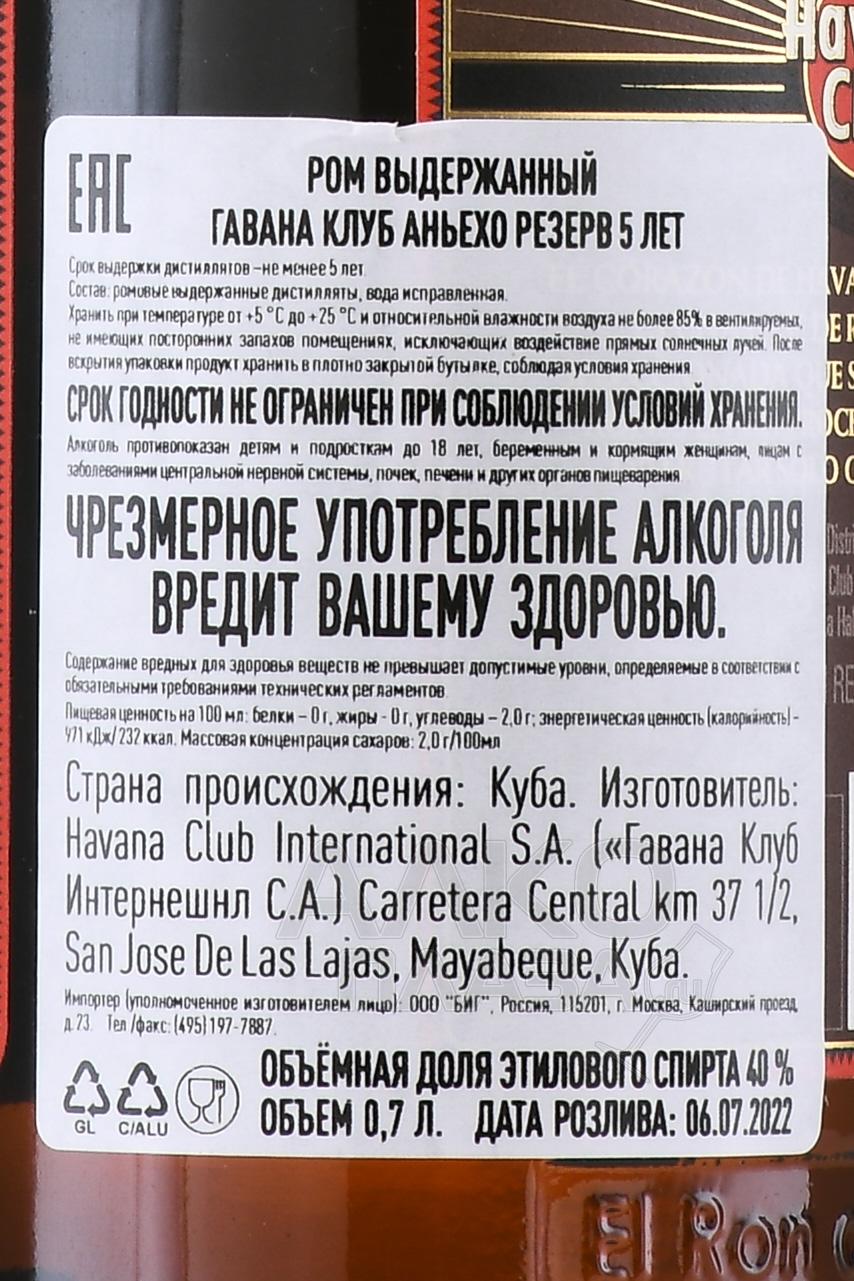 Hav
C
EAC
РОМ ВЫДЕРЖАННЫЙ
ГАВАНА КЛУБ АНЬЕХО РЕЗЕРВ 5 ЛЕТ
Срок выдержки дистиллятов – не менее 5 лет.
Состав: ромовые выдержанные дистилляты, вода исправленная.
Хранить при температуре от +5 °C до +25 °C и относительной влажности воздуха не более 85% в вентилируемых,
не имеющих посторонних запахов помещениях, исключающих воздействие прямых солнечных лучей. После
вскрытия упаковки продукт хранить в плотно закрытой бутылке, соблюдая условия хранения.
СРОК ГОДНОСТИ НЕ ОГРАНИЧЕН ПРИ СОБЛЮДЕНИИ УСЛОВИЙ ХРАНЕНИЯ.
Алкоголь противопоказан детям и подросткам до 18 лет, беременным и кормящим женщинам, лицам с
заболеваниями центральной нервной системы, почек, печени и других органов пищеварения.
ЧРЕЗМЕРНОЕ УПОТРЕБЛЕНИЕ АЛКОГОЛЯ
ВРЕДИТ ВАШЕМУ ЗДОРОВЬЮ.
Содержание вредных для здоровья веществ не превышает допустимые уровни, определяемые в соответствии с
обязательными требованиями технических регламентов.
Пищевая ценность на 100 мл: белки – 0 г, жиры - 0 г, углеводы – 2,0 г; энергетическая ценность (калорийность) –
971 кДж/ 232 ккал. Массовая концентрация сахаров: 2,0 г/100мл
Страна происхождения: Куба. Изготовитель:
Havana Club International S.A. («Гавана Клуб
Интернешнл С.А.) Carretera Central km 37 1/2,
San Jose De Las Lajas, Mayabeque, Куба.
Импортер (уполномоченное изготовителем лицо): ООО "БИГ", Россия, 115201, г. Москва, Каширский проезд,
д.23. Тел /факс: (495) 197-7887.
ОБЪЁМНАЯ ДОЛЯ ЭТИЛОВОГО СПИРТА 40 %
ОБЪЕМ 0,7 Л. ДАТА РОЗЛИВА: 06.07.2022
GL C/ALU
El Ron